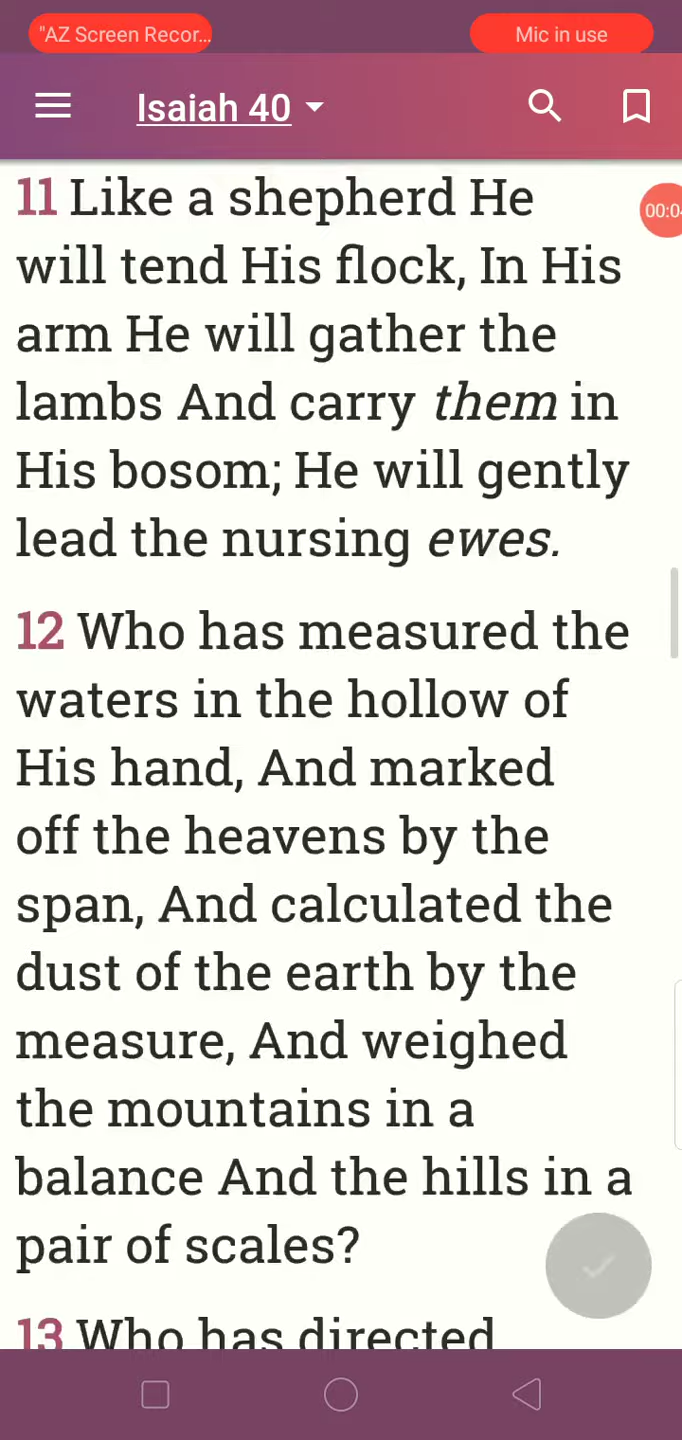 "AZ Screen Recor...
Mic in use
Isaiah 40
11 Like a shepherd He
00:0
will tend His flock, In His
arm He will gather the
lambs And carry them in
His bosom; He will gently
lead the nursing ewes.
12 Who has measured the
waters in the hollow of
His hand, And marked
off the heavens by the
span, And calculated the
dust of the earth by the
measure, And weighed
the mountains in a
balance And the hills in a
pair of scales?
13 Who has directed